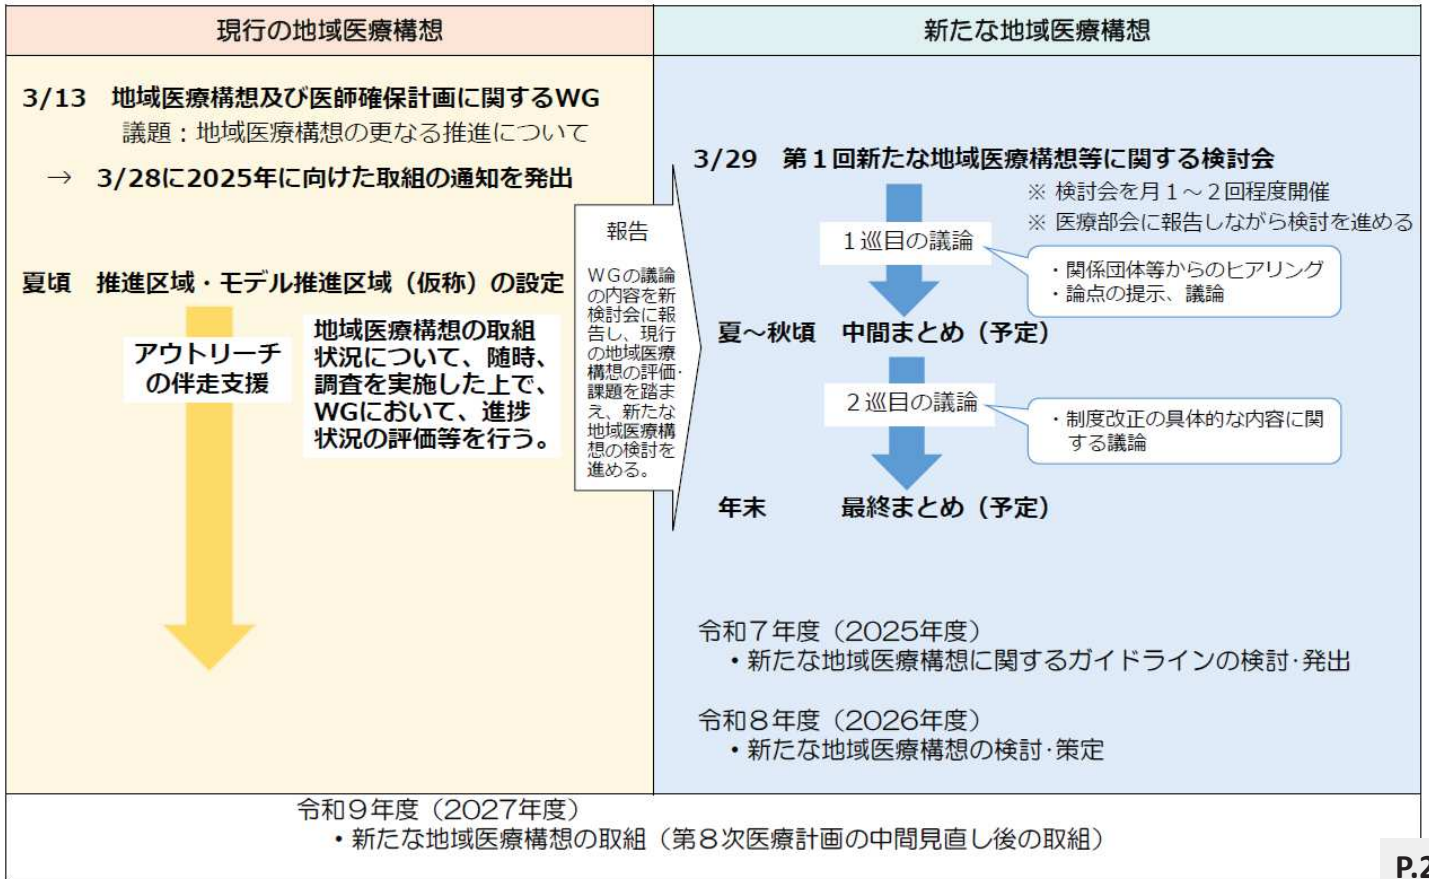 現行の地域医療構想
新たな地域医療構想
3/13 地域医療構想及び医師確保計画に関するWG
議題：地域医療構想の更なる推進について
→ 3/28に2025年に向けた取組の通知を発出
夏頃 推進区域・モデル推進区域（仮称）の設定
アウトリーチ
の伴走支援
地域医療構想の取組
状況について、随時、
調査を実施した上で、
WGにおいて、進捗
状況の評価等を行う。
報告
ＷＧの議論
の内容を新
検討会に報
告し、現行
の地域医療
構想の評価･
課題を踏ま
え、新たな
地域医療構
想の検討を
進める。
3/29 第１回新たな地域医療構想等に関する検討会
※ 検討会を月１～２回程度開催
※ 医療部会に報告しながら検討を進める
１巡目の議論
・関係団体等からのヒアリング
・論点の提示、議論
夏～秋頃 中間まとめ（予定）
２巡目の議論
・制度改正の具体的な内容に関
する議論
年末 最終まとめ（予定）
令和７年度（2025年度）
・新たな地域医療構想に関するガイドラインの検討･発出
令和８年度（2026年度）
・新たな地域医療構想の検討･策定
令和９年度（2027年度）
・新たな地域医療構想の取組（第８次医療計画の中間見直し後の取組）
P.2